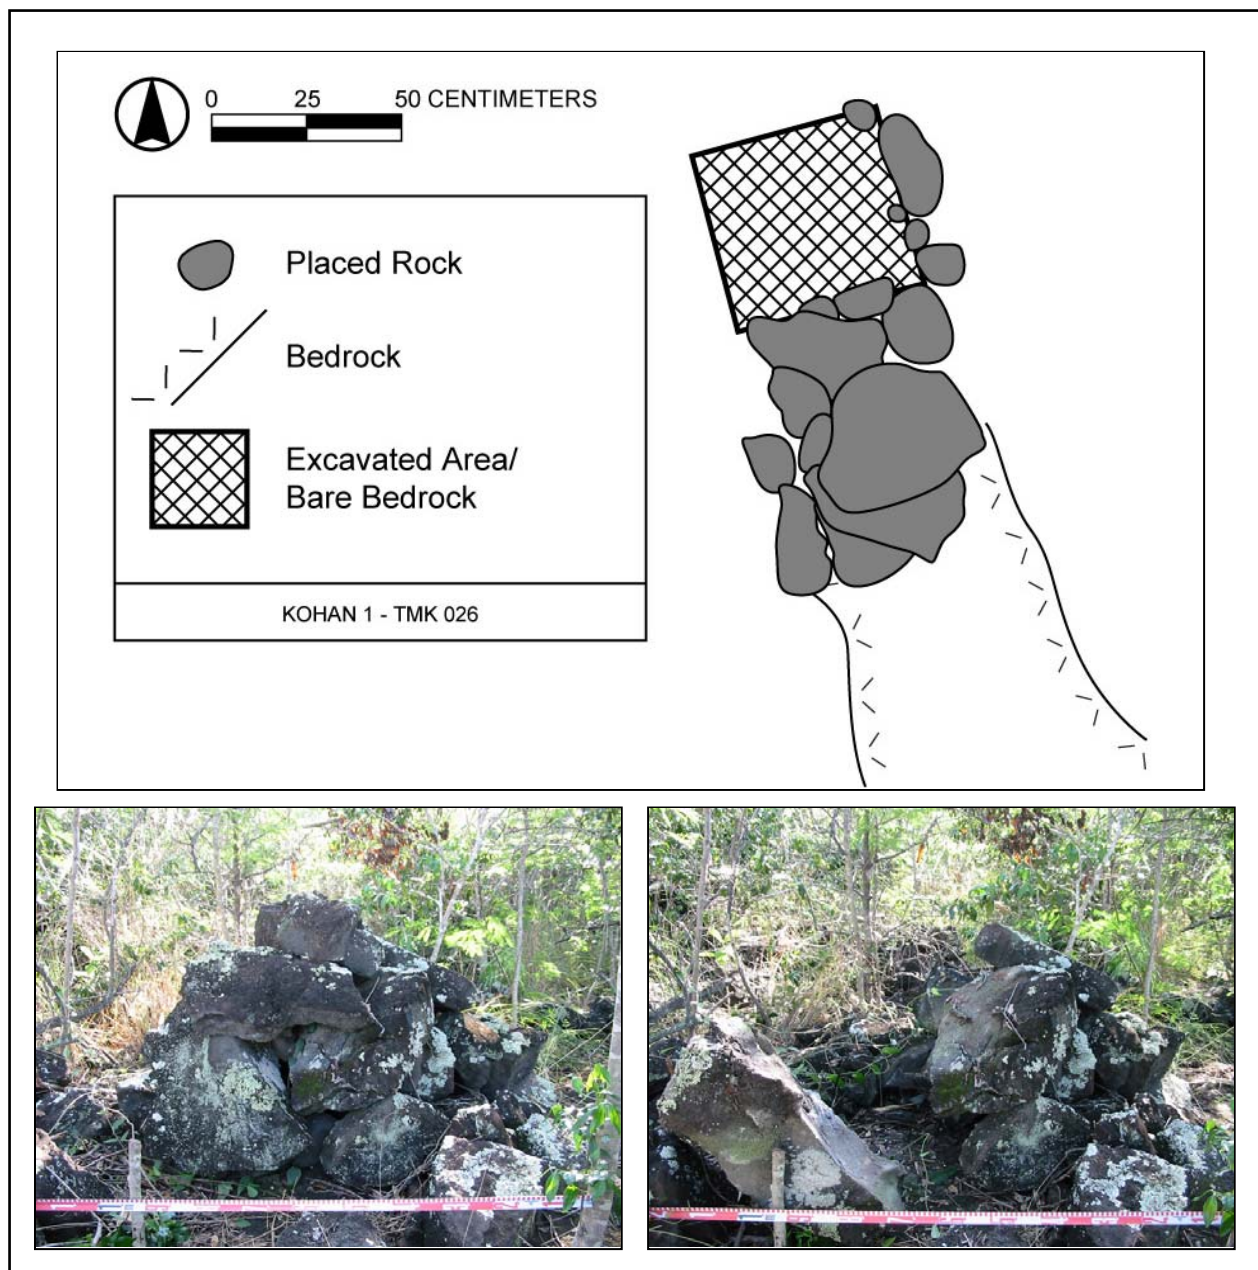 0 25 50 CENTIMETERS
Placed Rock
Bedrock
Excavated Area/
Bare Bedrock
KOHAN 1 - TMK 026